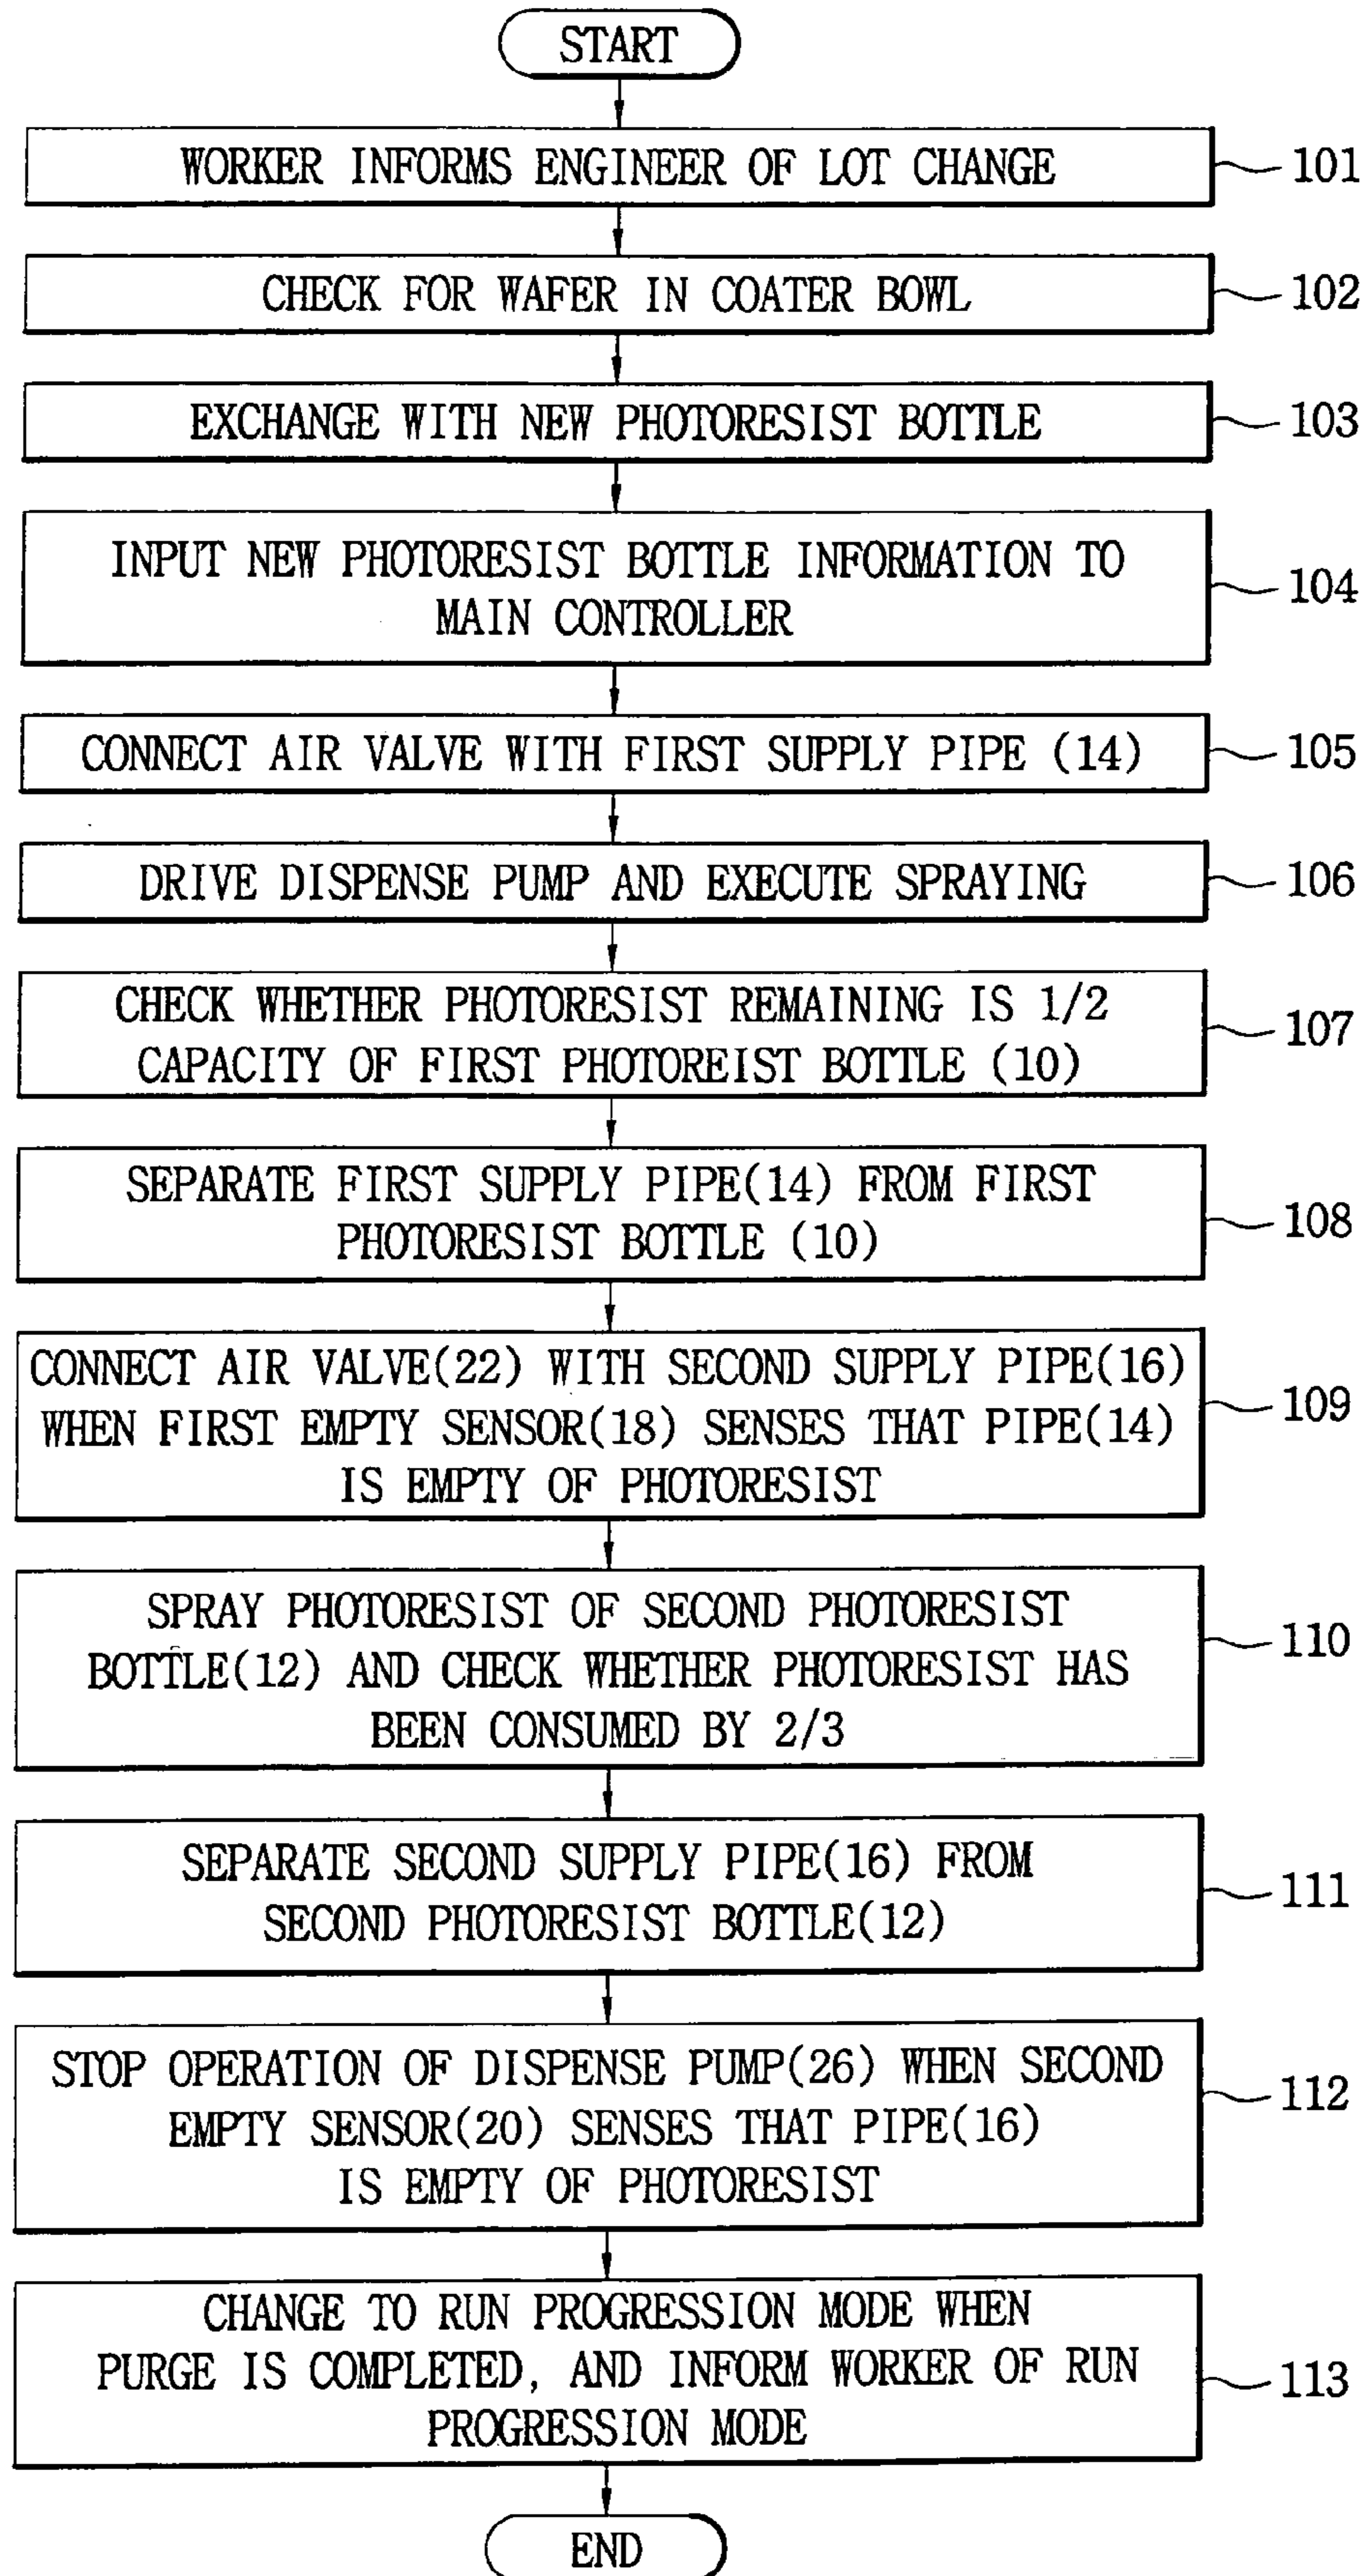 START
WORKER INFORMS ENGINEER OF LOT CHANGE
101
CHECK FOR WAFER IN COATER BOWL
102
EXCHANGE WITH NEW PHOTORESIST BOTTLE
103
INPUT NEW PHOTORESIST BOTTLE INFORMATION TO
MAIN CONTROLLER
104
CONNECT AIR VALVE WITH FIRST SUPPLY PIPE (14)
105
DRIVE DISPENSE PUMP AND EXECUTE SPRAYING
106
CHECK WHETHER PHOTORESIST REMAINING IS 1/2
CAPACITY OF FIRST PHOTOREIST BOTTLE (10)
107
SEPARATE FIRST SUPPLY PIPE(14) FROM FIRST
PHOTORESIST BOTTLE (10)
108
CONNECT AIR VALVE(22) WITH SECOND SUPPLY PIPE(16)
WHEN FIRST EMPTY SENSOR(18) SENSES THAT PIPE(14)
IS EMPTY OF PHOTORESIST
109
SPRAY PHOTORESIST OF SECOND PHOTORESIST
BOTTLE(12) AND CHECK WHETHER PHOTORESIST HAS
BEEN CONSUMED BY 2/3
110
SEPARATE SECOND SUPPLY PIPE(16) FROM
SECOND PHOTORESIST BOTTLE(12)
111
STOP OPERATION OF DISPENSE PUMP(26) WHEN SECOND
EMPTY SENSOR(20) SENSES THAT PIPE(16)
IS EMPTY OF PHOTORESIST
112
CHANGE TO RUN PROGRESSION MODE WHEN
PURGE IS COMPLETED, AND INFORM WORKER OF RUN
PROGRESSION MODE
113
END